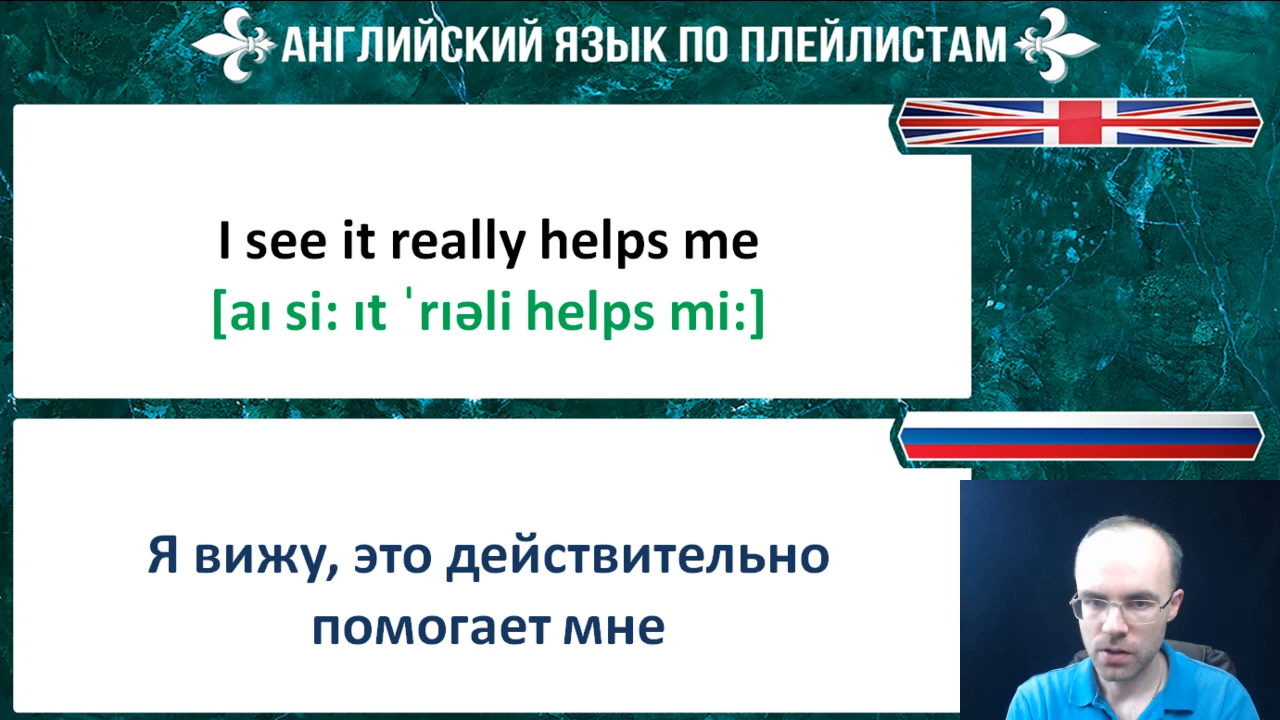 АНГЛИЙСКИЙ ЯЗЫК ПО ПЛЕЙЛИСТАМ
I see it really helps me
[aɪ si: ɪt ˈrɪəli helps mi:]
Я вижу, это действительно
помогает мне